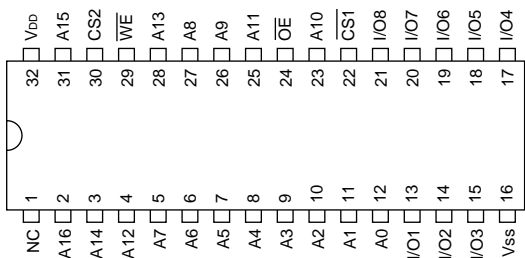 VDD A15 CS2 WE A13 A8 A9 A11 OE A10 CS1 I/O8 I/O7 I/O6 I/O5 I/O4
32 31 30 29 28 27 26 25 24 23 22 21 20 19 18 17
1 2 3 4 5 6 7 8 9 10 11 12 13 14 15 16
NC A16 A14 A12 A7 A6 A5 A4 A3 A2 A1 A0 I/O1 I/O2 I/O3 Vss